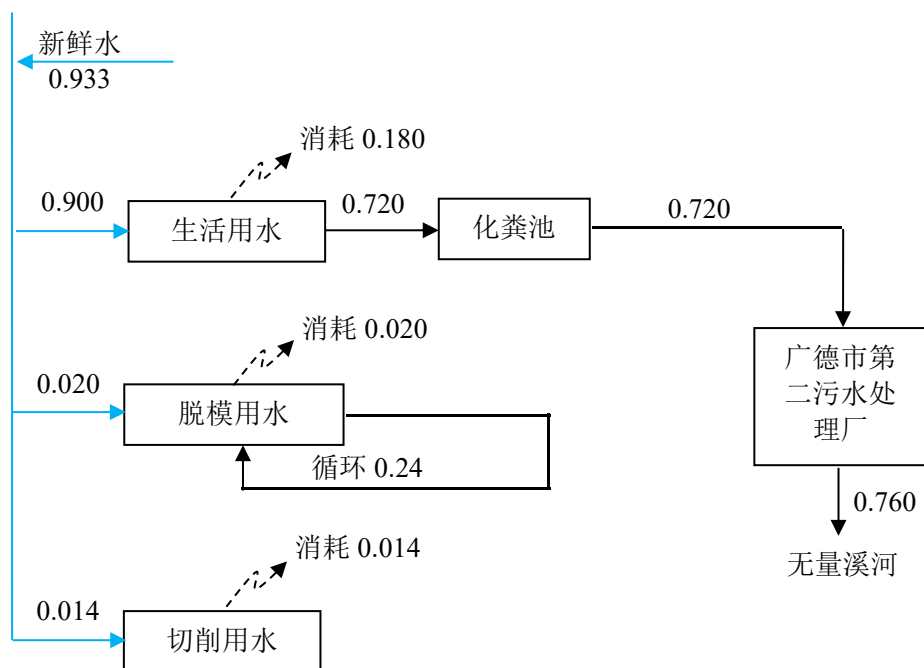 新鲜水
0.933
消耗 0.180
0.900
生活用水
0.720
化粪池
0.720
消耗 0.020
0.020
脱模用水
循环 0.24
广德市第
二污水处
理厂
0.760
无量溪河
消耗 0.014
0.014
切削用水